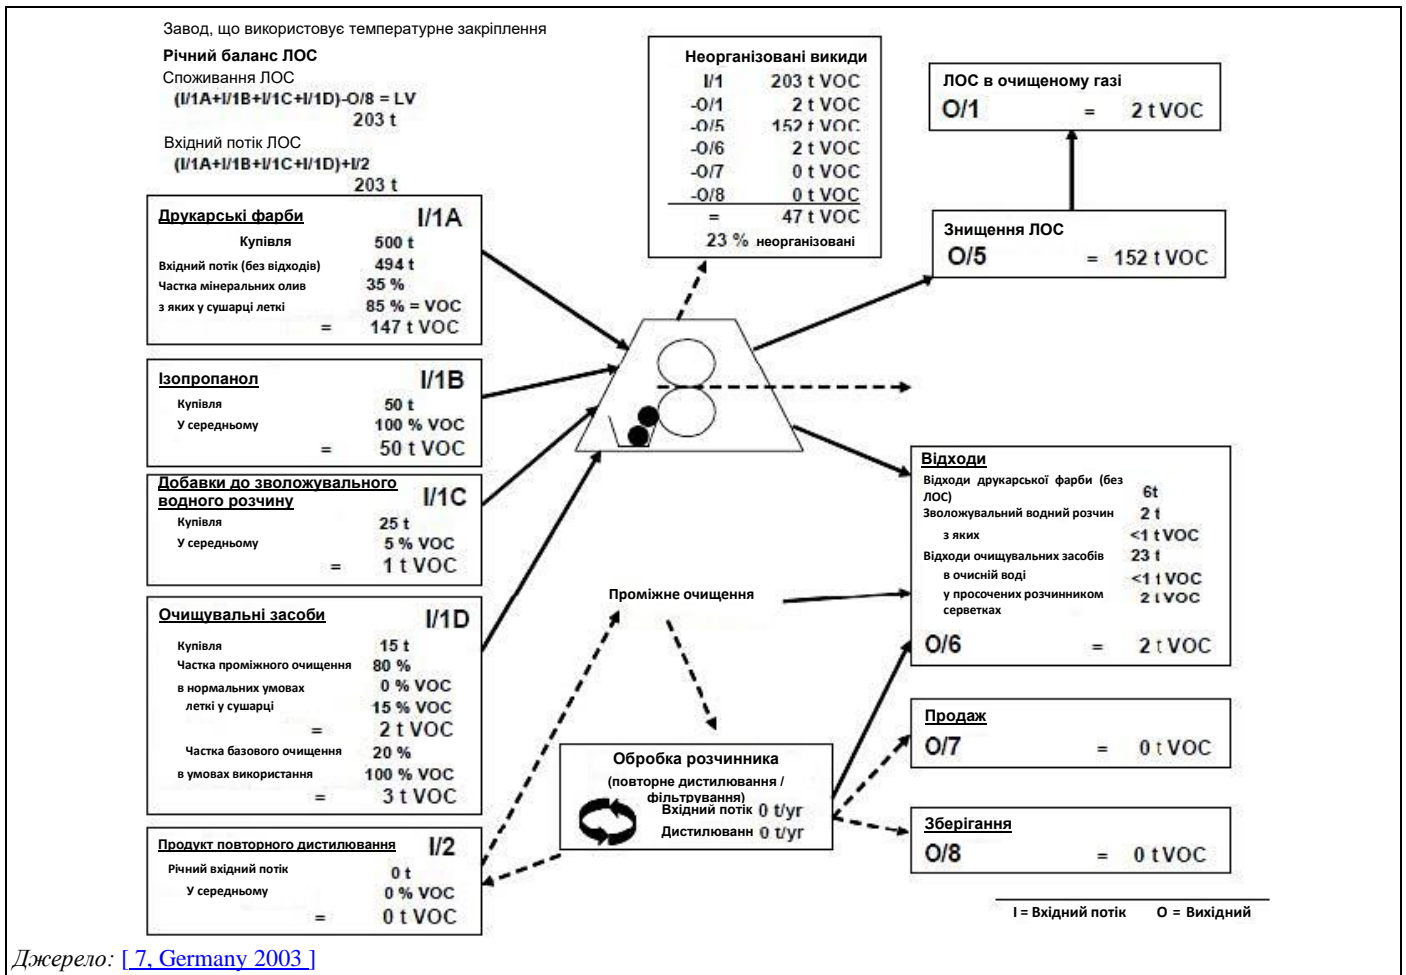 Завод, що використовує температурне закріплення
Річний баланс ЛОС
Споживання ЛОС
(I/1A+I/1B+I/1C+I/1D)-O/8 = LV
203 t
Вхідний потік ЛОС
(I/1A+I/1B+I/1C+I/1D)+I/2
203 t
Друкарські фарби I/1A
Купівля 500 t
Вхідний потік (без відходів) 494 t
Частка мінеральних олив 35 %
з яких у сушарці леткі 85 % = VOC
= 147 t VOC
Ізопропанол I/1B
Купівля 50 t
У середньому 100 % VOC
= 50 t VOC
Добавки до зволожувального
водного розчину I/1C
Купівля 25 t
У середньому 5 % VOC
= 1 t VOC
Очищувальні засоби I/1D
Купівля 15 t
Частка проміжного очищення 80 %
в нормальних умовах 0 % VOC
леткі у сушарці 15 % VOC
= 2 t VOC
Частка базового очищення 20 %
в умовах використання 100 % VOC
= 3 t VOC
Продукт повторного дистилювання I/2
Річний вхідний потік 0 t
У середньому 0 % VOC
= 0 t VOC
Неорганізовані викиди
I/1 203 t VOC
-O/1 2 t VOC
-O/5 152 t VOC
-O/6 2 t VOC
-O/7 0 t VOC
-O/8 0 t VOC
= 47 t VOC
23 % неорганізовані
Проміжне очищення
Обробка розчинника
(повторне дистилювання /
фільтрування)
Вхідний потік 0 t/yr
Дистилюванн 0 t/yr
ЛОС в очищеному газі
O/1 = 2 t VOC
Знищення ЛОС
O/5 = 152 t VOC
Відходи
Відходи друкарської фарби (без
ЛОС) 6t
Зволожувальний водний розчин 2 t
з яких <1 t VOC
Відходи очищувальних засобів 23 t
в очисній воді <1 t VOC
у просочених розчинником 2 t VOC
серветках
O/6 = 2 t VOC
Продаж
O/7 = 0 t VOC
Зберігання
O/8 = 0 t VOC
I = Вхідний потік O = Вихідний
Джерело: [ 7, Germany 2003 ]